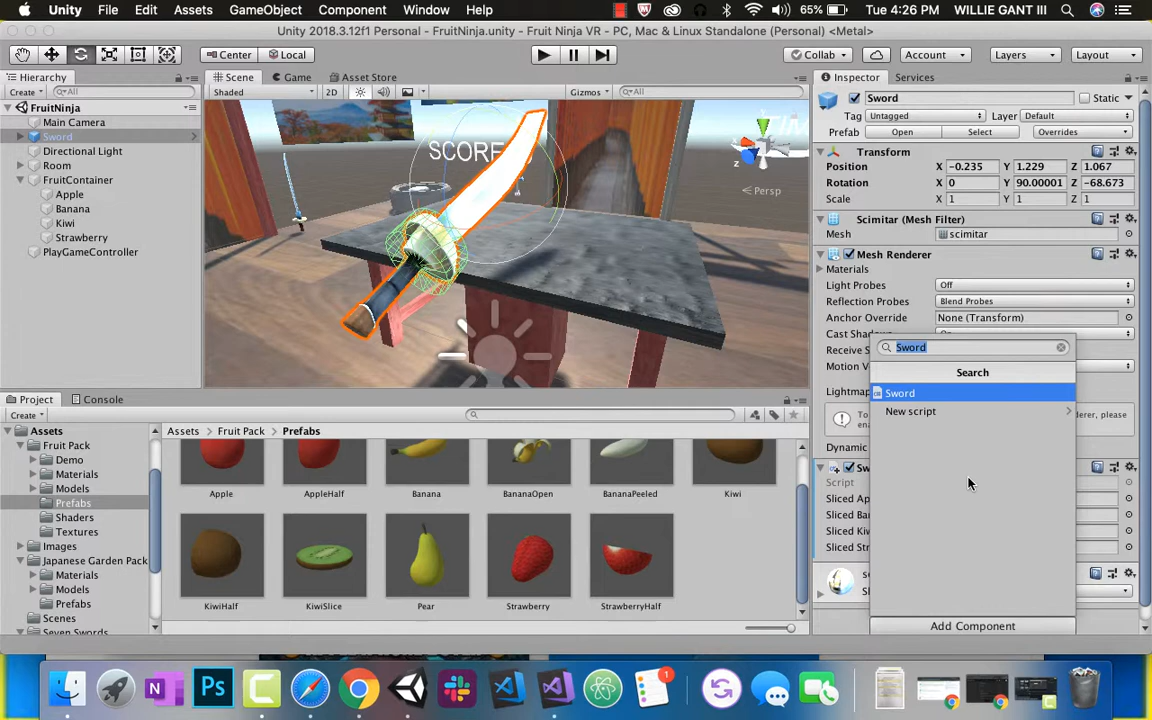 Unity File Edit Assets GameObject Component Window Help 65% Tue 4:26 PM WILLIE GANT III
Unity 2018.3.12f1 Personal - FruitNinja.unity - Fruit Ninja VR - PC, Mac & Linux Standalone (Personal) <Metal>
Center Local Collab Account Layers Layout
Hierarchy
Create All
FruitNinja
Main Camera
Sword
Directional Light
Room
FruitContainer
Apple
Banana
Kiwi
Strawberry
PlayGameController
Scene Game Asset Store
Shaded 2D Gizmos All
SCORE
Persp
Inspector Services
Sword Static
Tag Untagged Layer Default
Prefab Open Select Overrides
Transform
Position X -0.235 Y 1.229 Z 1.067
Rotation X 0 Y 90.00001 Z -68.673
Scale X 1 Y 1 Z 1
Scimitar (Mesh Filter)
Mesh scimitar
Mesh Renderer
Materials
Light Probes Off
Reflection Probes Blend Probes
Anchor Override None (Transform)
Cast Shadows
Receive S
Motion V
Lightmap
renderer, please
Dynamic
Script
Sliced Ap
Sliced Ban
Sliced Kiw
Sliced Str
Sword
Search
Sword
New script
Add Component
Project Console
Create
Assets
Fruit Pack
Demo
Materials
Models
Prefabs
Shaders
Textures
Images
Japanese Garden Pack
Materials
Models
Prefabs
Scenes
Seven Swords
Assets Fruit Pack Prefabs
Apple AppleHalf Banana BananaOpen BananaPeeled Kiwi
KiwiHalf KiwiSlice Pear Strawberry StrawberryHalf
N Ps 1